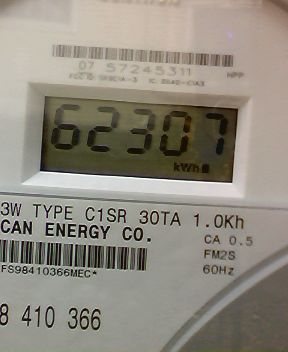 07 57245311
HPP
62307
kWh
3W TYPE C1SR 30TA 1.0Kh
CAN ENERGY CO.
CA 0.5
FM2S
FS98410366MEC*
60Hz
8 410 366